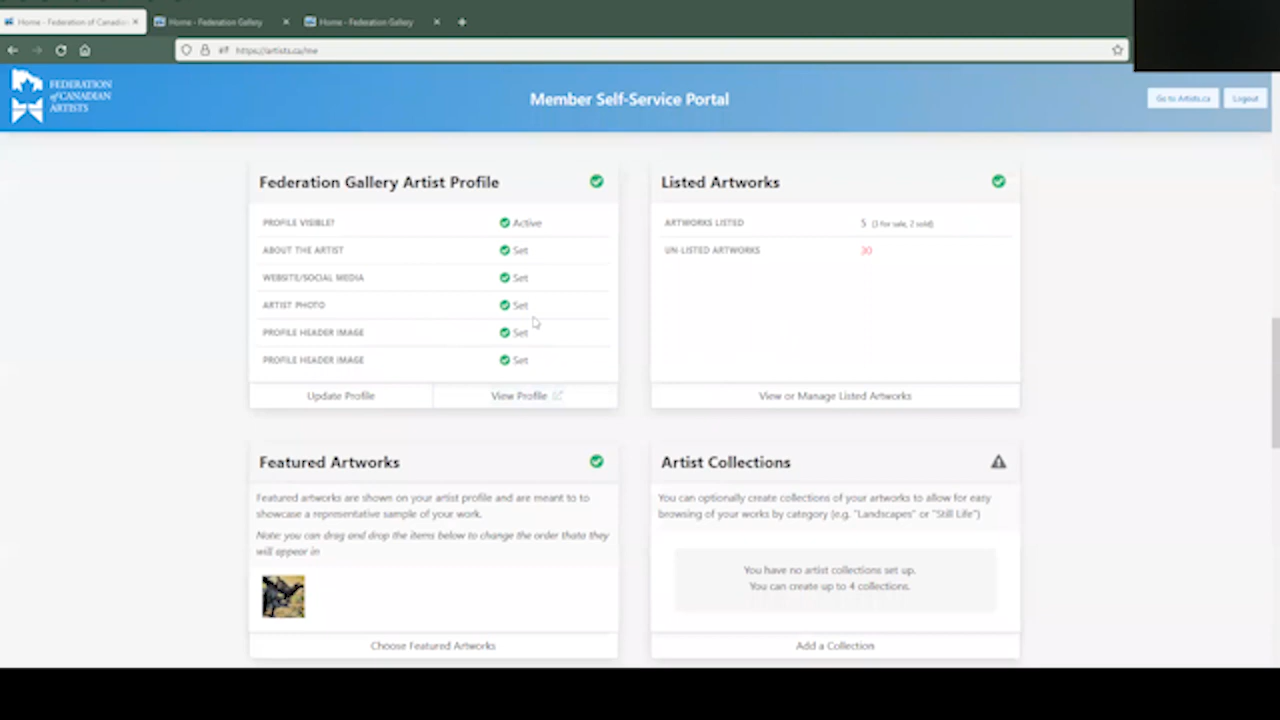 Home - Federation of Canadian
Home - Federation Gallery
Home - Federation Gallery
https://artists.ca/me
FEDERATION
of CANADIAN
ARTISTS
Member Self-Service Portal
Go to Artists.ca
Logout
Federation Gallery Artist Profile
PROFILE VISIBLE?
Active
ABOUT THE ARTIST
Set
WEBSITE/SOCIAL MEDIA
Set
ARTIST PHOTO
Set
PROFILE HEADER IMAGE
Set
PROFILE HEADER IMAGE
Set
Update Profile
View Profile
Listed Artworks
ARTWORKS LISTED
5 (3 for sale, 2 sold)
UN-LISTED ARTWORKS
30
View or Manage Listed Artworks
Featured Artworks
Featured artworks are shown on your artist profile and are meant to to
showcase a representative sample of your work.
Note: you can drag and drop the items below to change the order thata they
will appear in
Choose Featured Artworks
Artist Collections
You can optionally create collections of your artworks to allow for easy
browsing of your works by category (e.g. "Landscapes" or "Still Life")
You have no artist collections set up.
You can create up to 4 collections.
Add a Collection